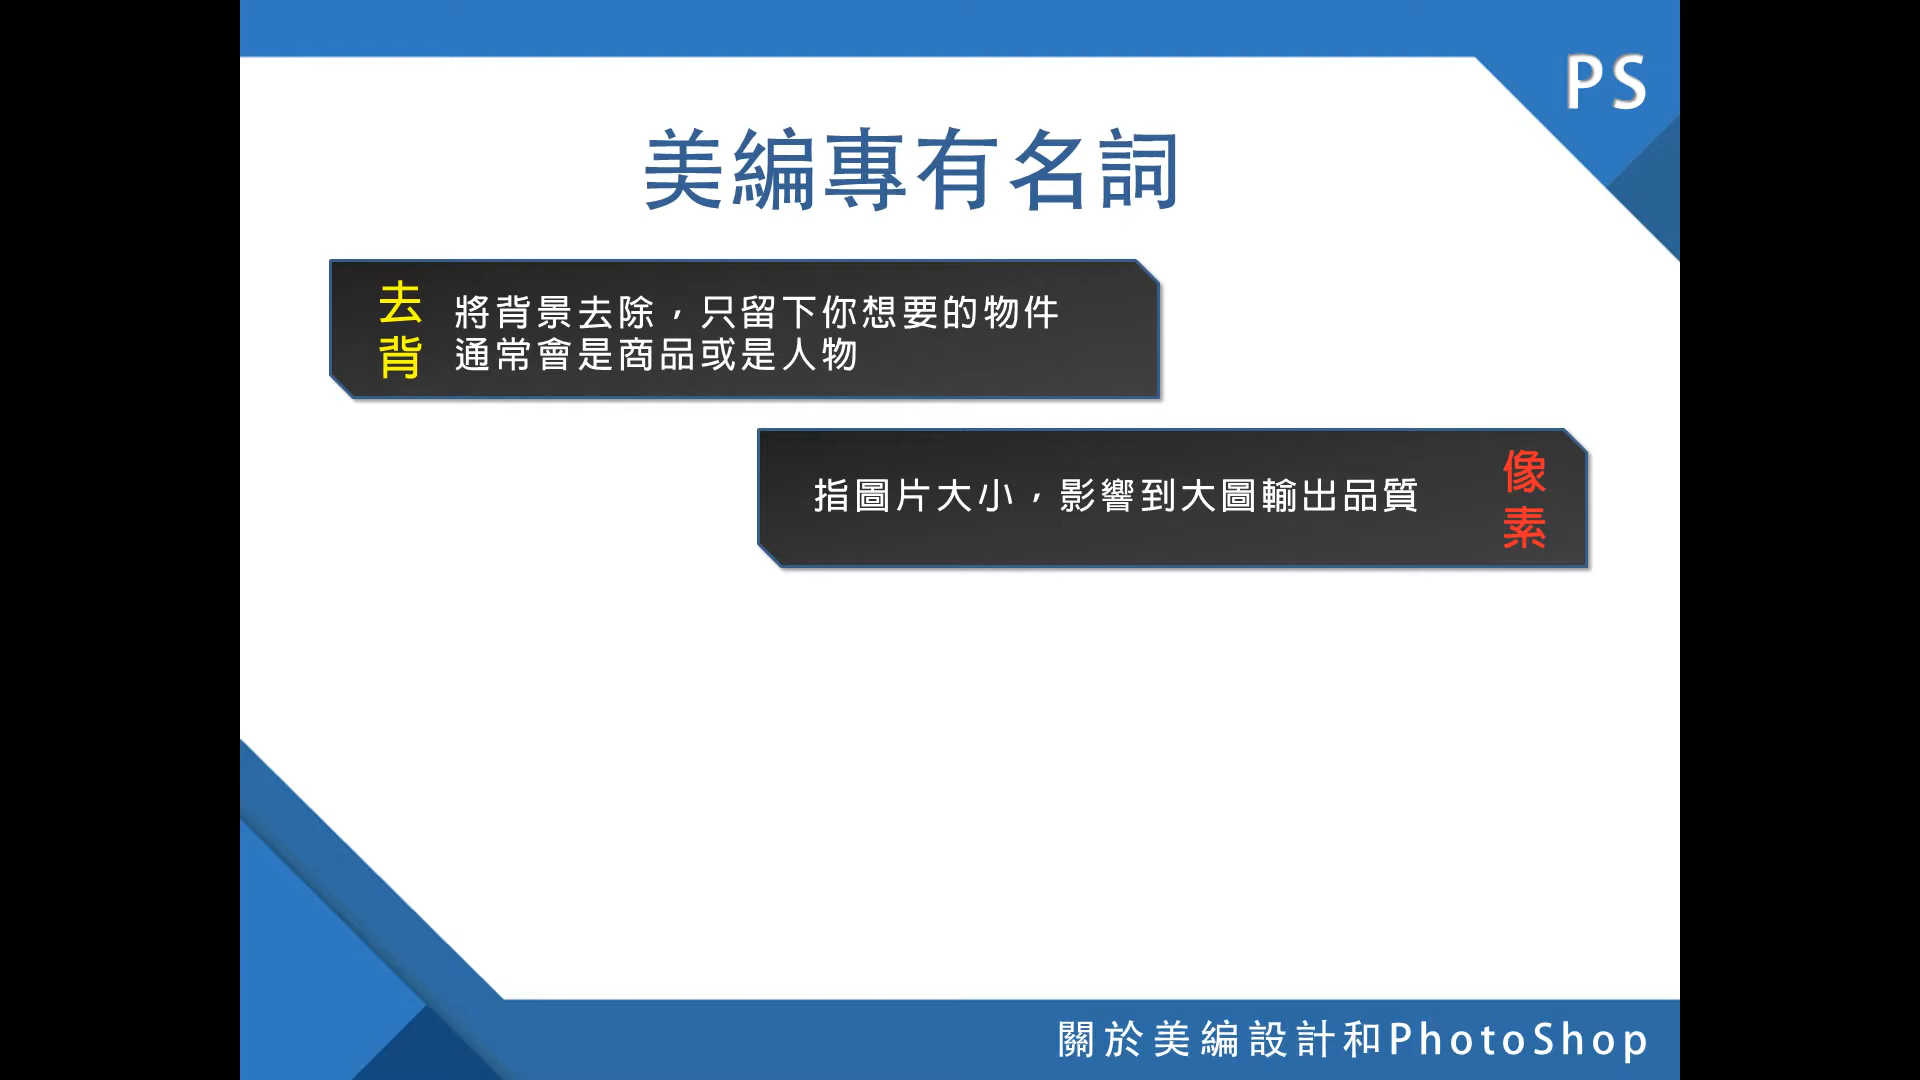 PS
美編專有名詞
去背
將背景去除，只留下你想要的物件
通常會是商品或是人物
指圖片大小，影響到大圖輸出品質
像素
關於美編設計和PhotoShop